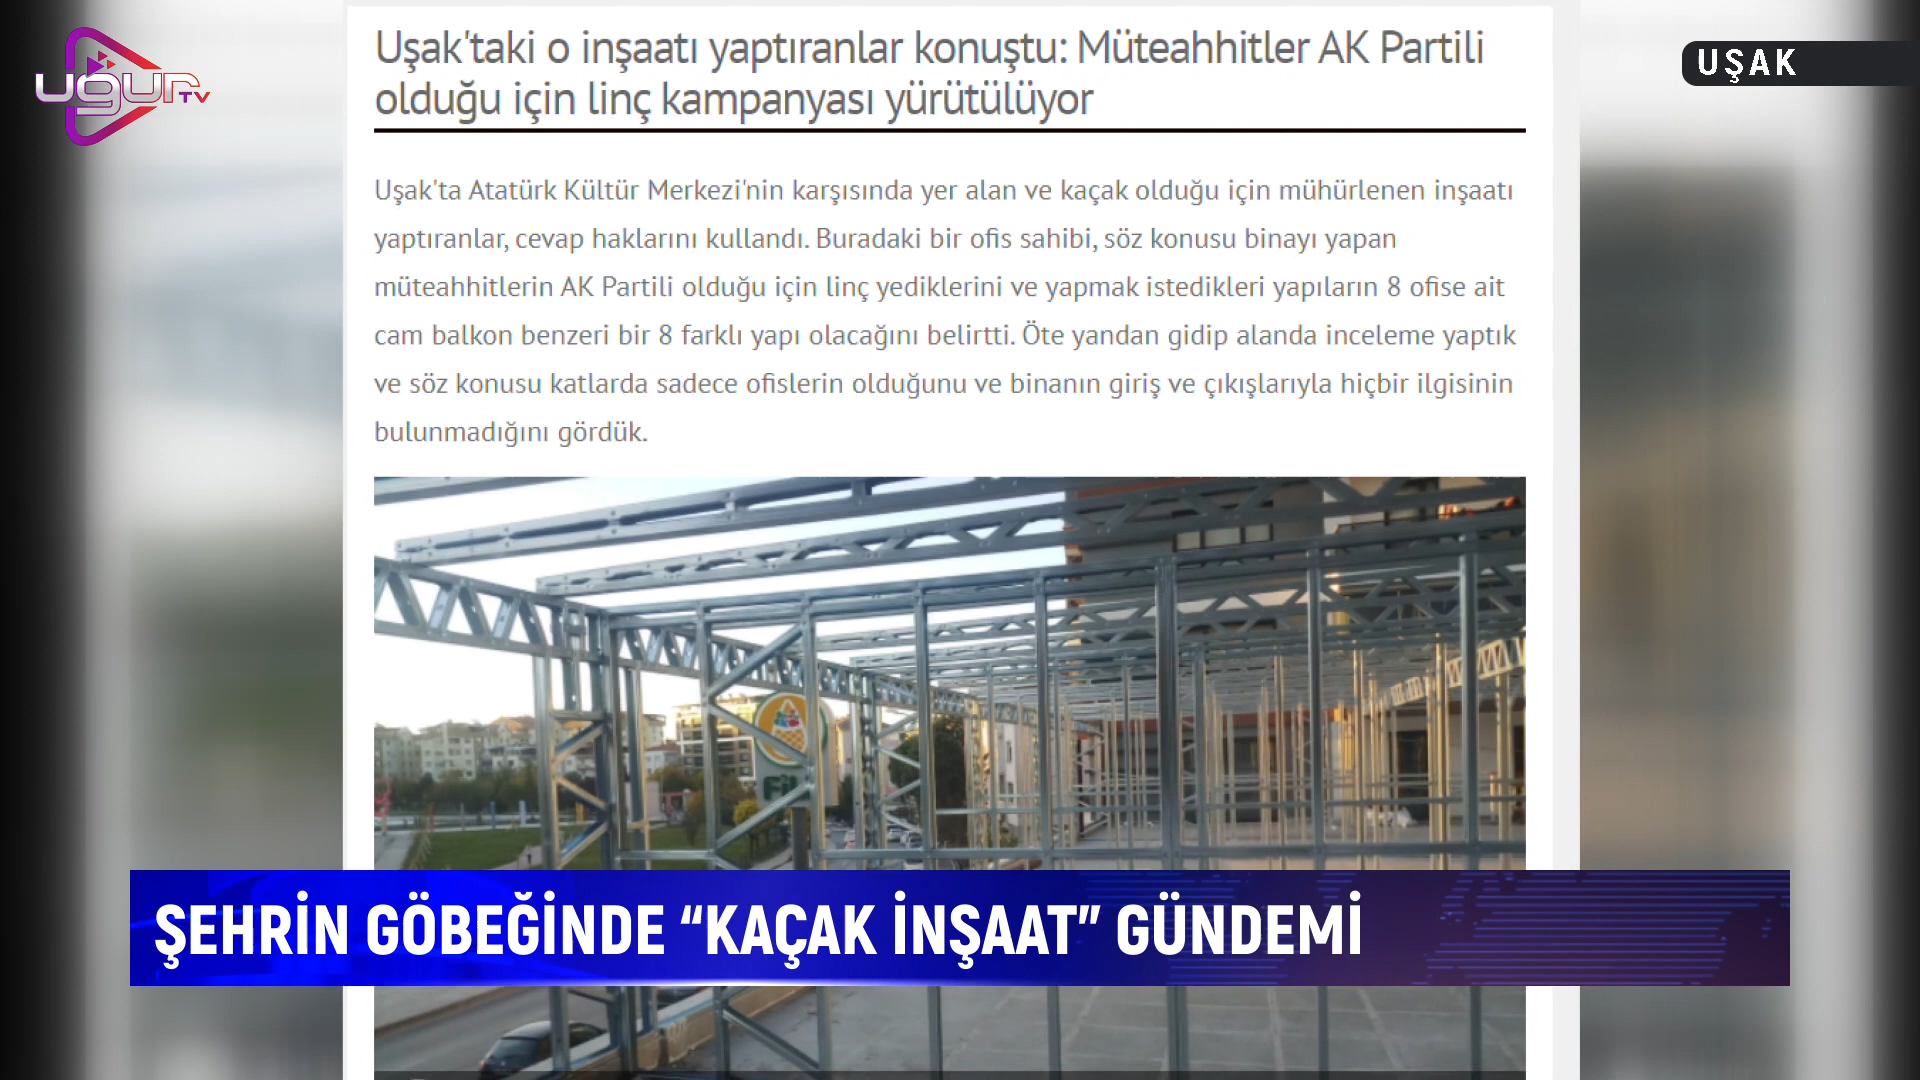 uğur TV
UŞAK
Uşak'taki o inşaatı yaptıranlar konuştu: Müteahhitler AK Partili
olduğu için linç kampanyası yürütülüyor
Uşak'ta Atatürk Kültür Merkezi'nin karşısında yer alan ve kaçak olduğu için mühürlenen inşaatı
yaptıranlar, cevap haklarını kullandı. Buradaki bir ofis sahibi, söz konusu binayı yapan
müteahhitlerin AK Partili olduğu için linç yediklerini ve yapmak istedikleri yapıların 8 ofise ait
cam balkon benzeri bir 8 farklı yapı olacağını belirtti. Öte yandan gidip alanda inceleme yaptık
ve söz konusu katlarda sadece ofislerin olduğunu ve binanın giriş ve çıkışlarıyla hiçbir ilgisinin
bulunmadığını gördük.
ŞEHRİN GÖBEĞİNDE “KAÇAK İNŞAAT” GÜNDEMİ